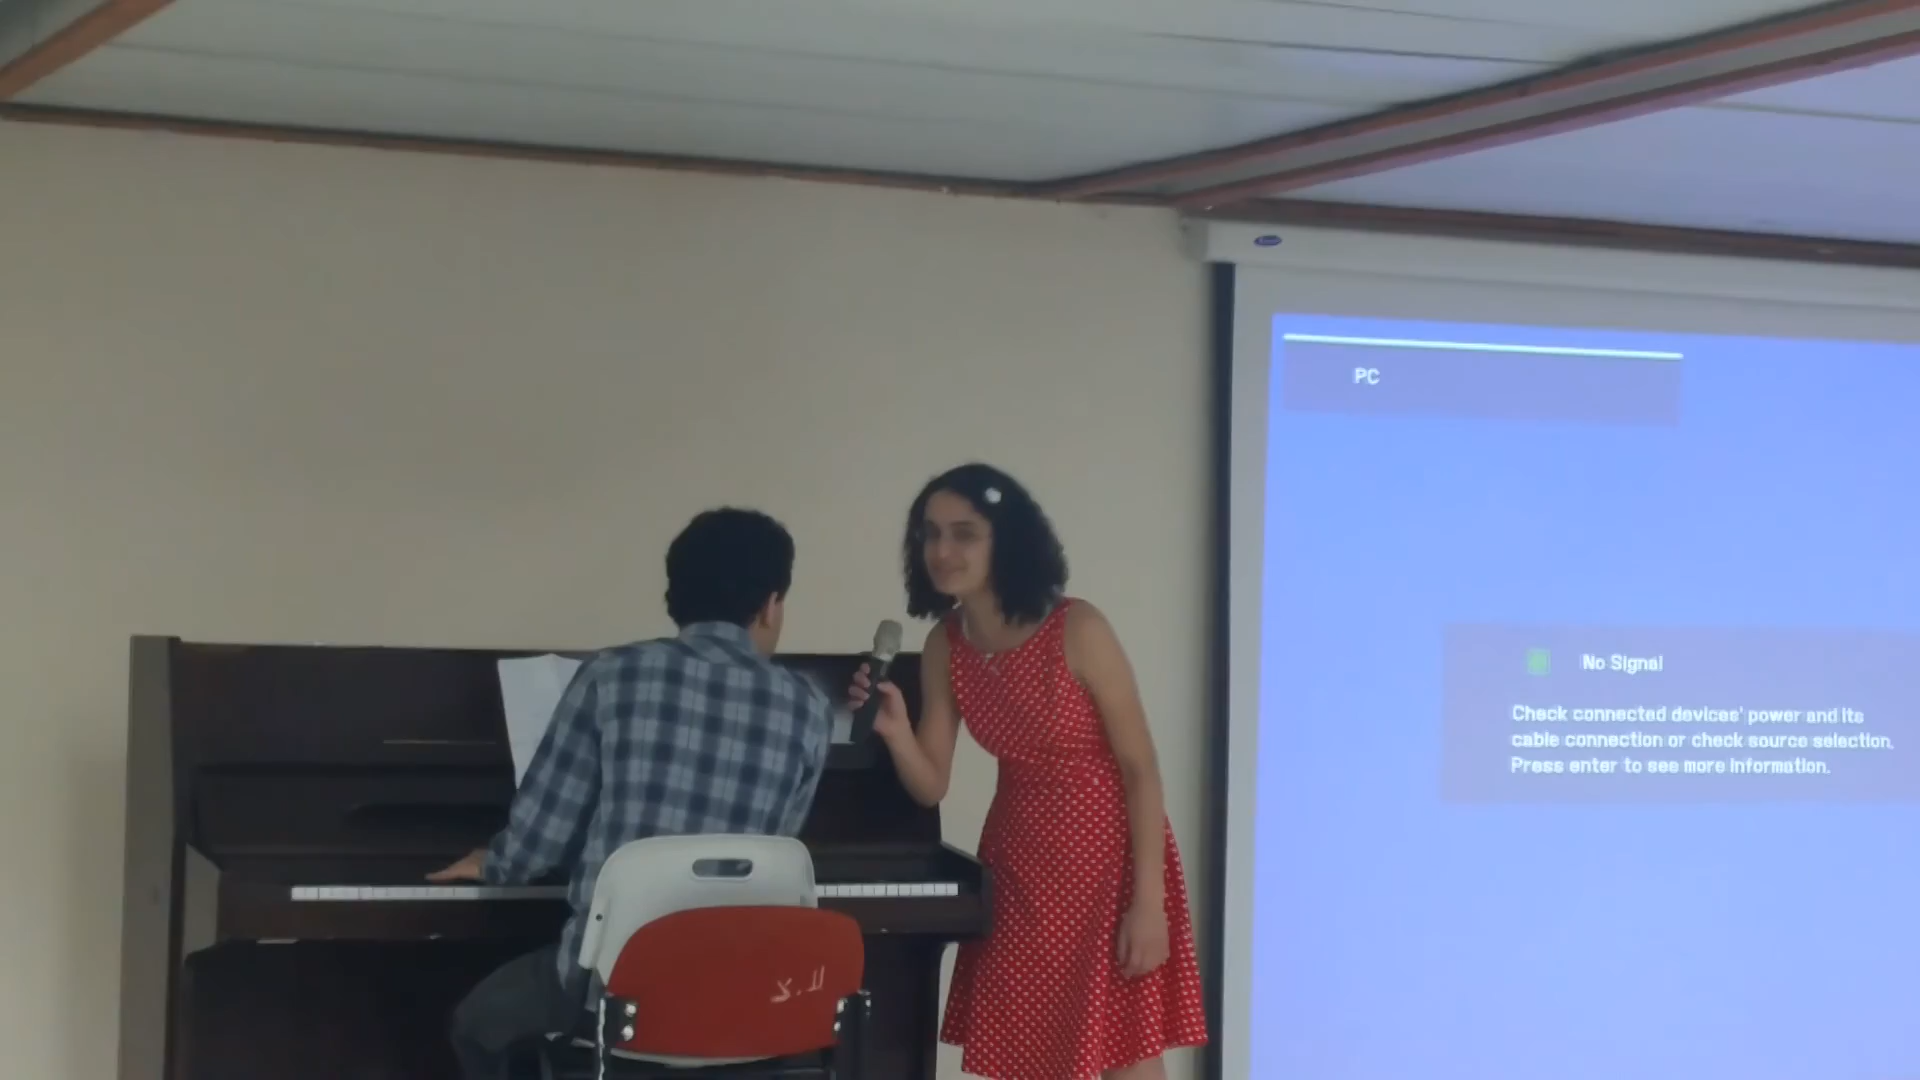 PC
No Signal
Check connected devices' power and its
cable connection or check source selection.
Press enter to see more information.